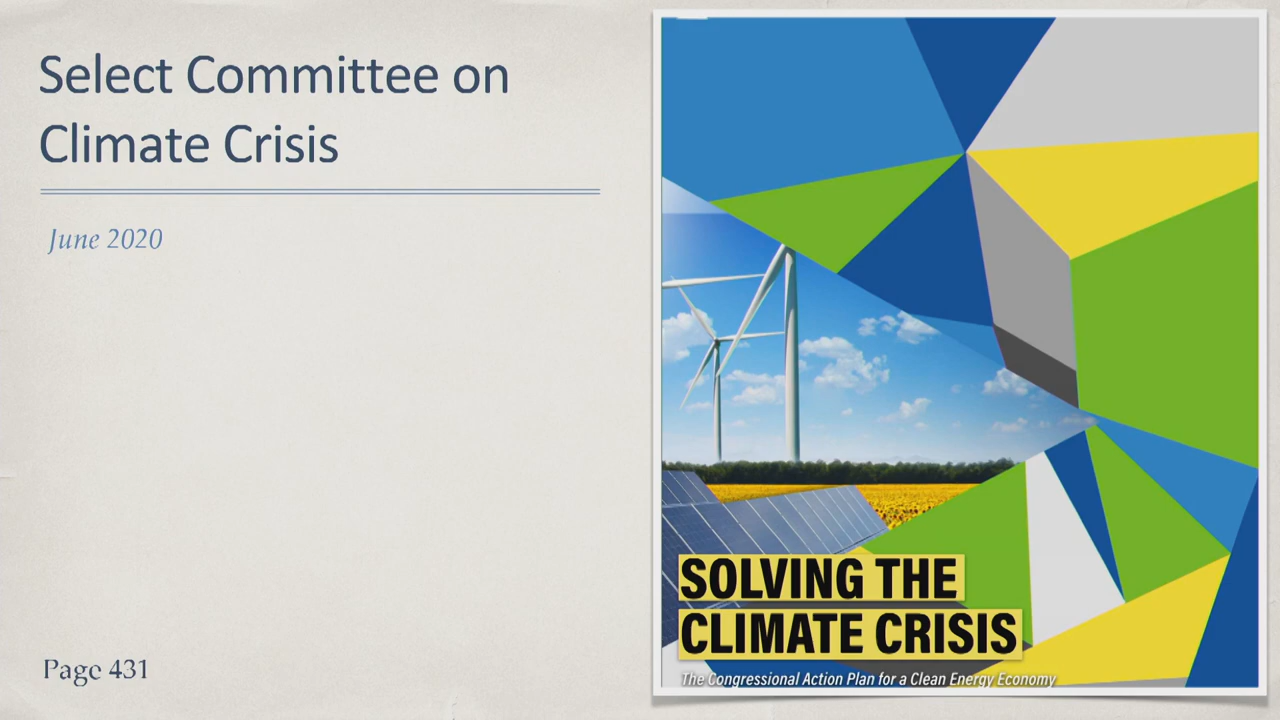 Select Committee on
Climate Crisis
June 2020
Page 431
SOLVING THE
CLIMATE CRISIS
The Congressional Action Plan for a Clean Energy Economy